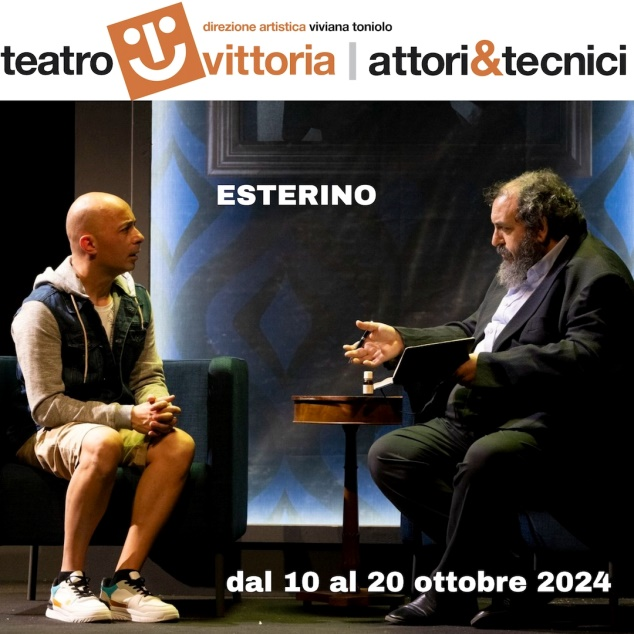 direzione artistica viviana toniolo
teatro vittoria | attori&tecnici
ESTERINO
dal 10 al 20 ottobre 2024